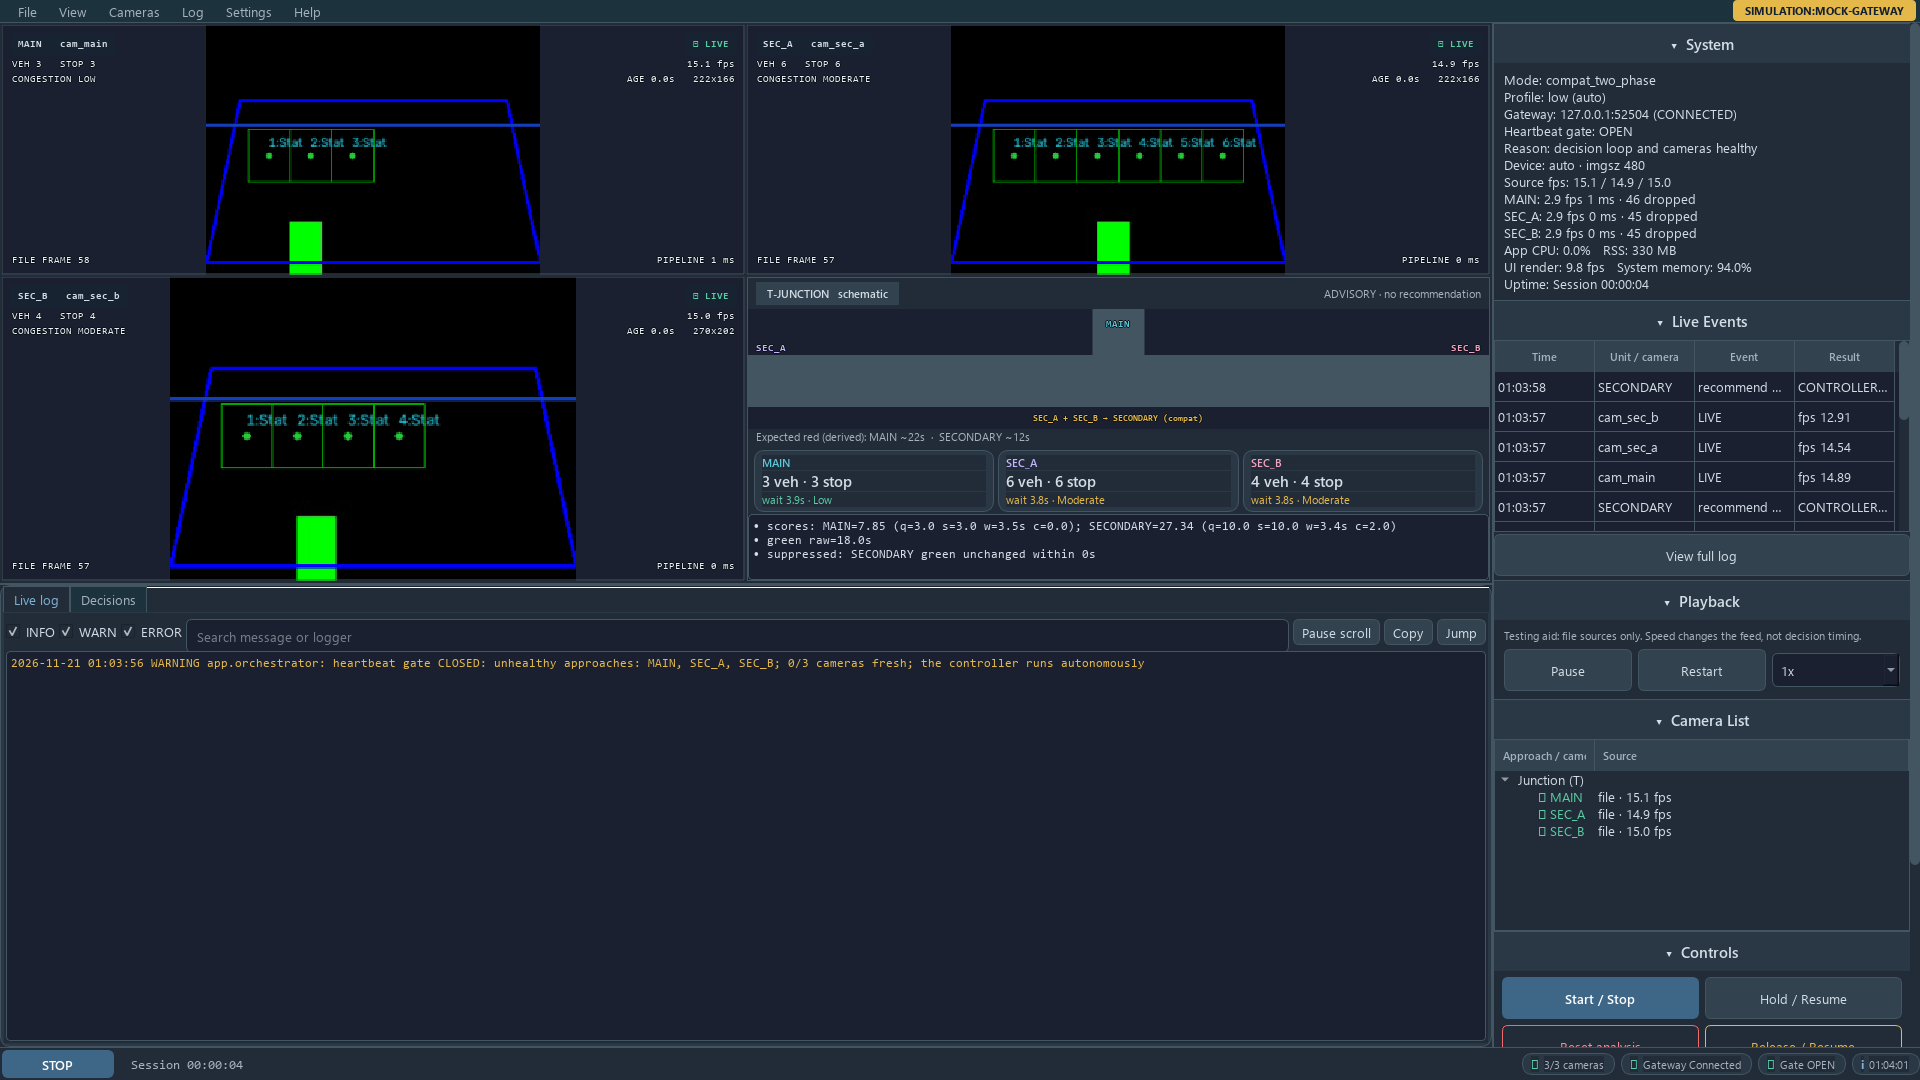 File View Cameras Log Settings Help
SIMULATION:MOCK-GATEWAY
MAIN cam_main
LIVE
VEH 3 STOP 3
15.1 fps
CONGESTION LOW
AGE 0.0s 222x166
1:Stat 2:Stat 3:Stat
FILE FRAME 58
PIPELINE 1 ms
SEC_A cam_sec_a
LIVE
VEH 6 STOP 6
14.9 fps
CONGESTION MODERATE
AGE 0.0s 222x166
1:Stat 2:Stat 3:Stat 4:Stat 5:Stat 6:Stat
FILE FRAME 57
PIPELINE 0 ms
SEC_B cam_sec_b
LIVE
VEH 4 STOP 4
15.0 fps
CONGESTION MODERATE
AGE 0.0s 270x202
1:Stat 2:Stat 3:Stat 4:Stat
FILE FRAME 57
PIPELINE 0 ms
T-JUNCTION schematic
ADVISORY · no recommendation
MAIN
SEC_A
SEC_B
SEC_A + SEC_B → SECONDARY (compat)
Expected red (derived): MAIN ~22s · SECONDARY ~12s
MAIN
3 veh · 3 stop
wait 3.9s · Low
SEC_A
6 veh · 6 stop
wait 3.8s · Moderate
SEC_B
4 veh · 4 stop
wait 3.8s · Moderate
• scores: MAIN=7.85 (q=3.0 s=3.0 w=3.5s c=0.0); SECONDARY=27.34 (q=10.0 s=10.0 w=3.4s c=2.0)
• green raw=18.0s
• suppressed: SECONDARY green unchanged within 0s
Live log Decisions
INFO WARN ERROR Search message or logger Pause scroll Copy Jump
2026-11-21 01:03:56 WARNING app.orchestrator: heartbeat gate CLOSED: unhealthy approaches: MAIN, SEC_A, SEC_B; 0/3 cameras fresh; the controller runs autonomously
System
Mode: compat_two_phase
Profile: low (auto)
Gateway: 127.0.0.1:52504 (CONNECTED)
Heartbeat gate: OPEN
Reason: decision loop and cameras healthy
Device: auto · imgsz 480
Source fps: 15.1 / 14.9 / 15.0
MAIN: 2.9 fps 1 ms · 46 dropped
SEC_A: 2.9 fps 0 ms · 45 dropped
SEC_B: 2.9 fps 0 ms · 45 dropped
App CPU: 0.0% RSS: 330 MB
UI render: 9.8 fps System memory: 94.0%
Uptime: Session 00:00:04
Live Events
Time Unit / camera Event Result
01:03:58 SECONDARY recommend ... CONTROLLER...
01:03:57 cam_sec_b LIVE fps 12.91
01:03:57 cam_sec_a LIVE fps 14.54
01:03:57 cam_main LIVE fps 14.89
01:03:57 SECONDARY recommend ... CONTROLLER...
View full log
Playback
Testing aid: file sources only. Speed changes the feed, not decision timing.
Pause Restart 1x
Camera List
Approach / came Source
Junction (T)
MAIN file · 15.1 fps
SEC_A file · 14.9 fps
SEC_B file · 15.0 fps
Controls
Start / Stop Hold / Resume
Reset analysis Release / Resume
STOP Session 00:00:04
3/3 cameras Gateway Connected Gate OPEN i 01:04:01